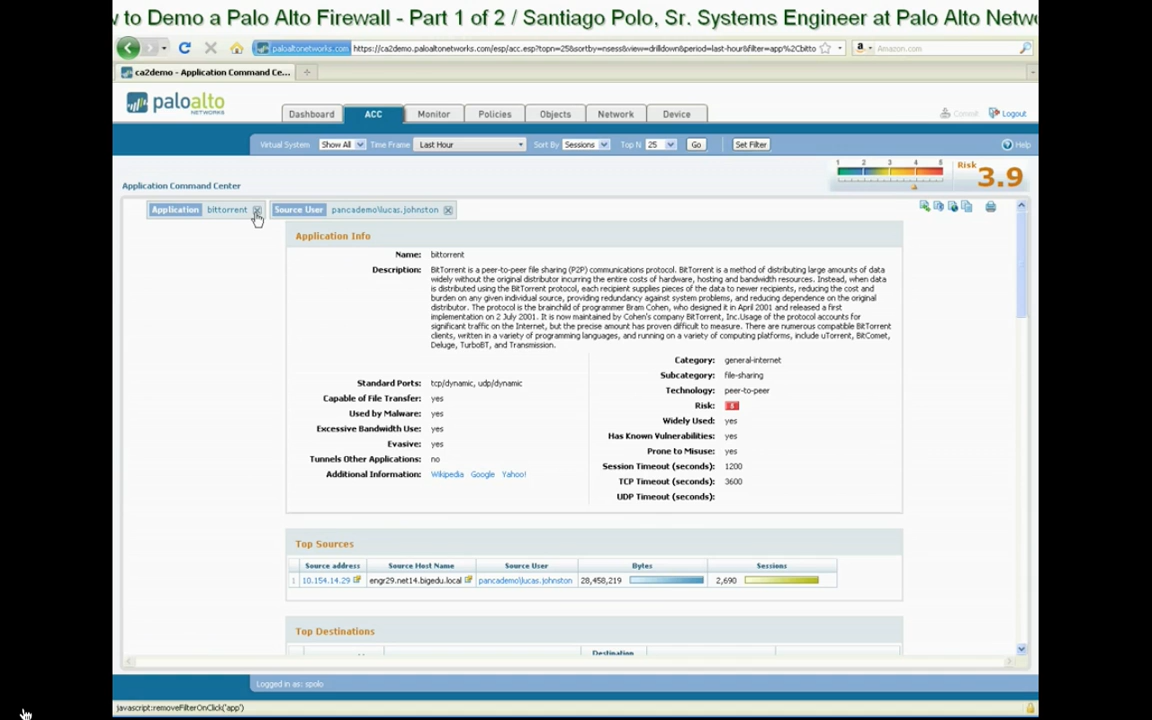 w to Demo a Palo Alto Firewall - Part 1 of 2 / Santiago Polo, Sr. Systems Engineer at Palo Alto Netw
paloaltonetworks.com https://ca2demo.paloaltonetworks.com/esp/acc.esp?topn=25&sortby=nsess&view=drilldown&period=last-hour&filter=app%2Cbitto
Amazon.com
ca2demo - Application Command Ce...
paloalto
NETWORKS
Dashboard ACC Monitor Policies Objects Network Device
Commit Logout
Virtual System Show All Time Frame Last Hour Sort By Sessions Top N 25 Go Set Filter Help
1 2 3 4 5 Risk 3.9
Application Command Center
Application bittorrent Source User pancademo\lucas.johnston
Application Info
Name: bittorrent
Description: BitTorrent is a peer-to-peer file sharing (P2P) communications protocol. BitTorrent is a method of distributing large amounts of data
widely without the original distributor incurring the entire costs of hardware, hosting and bandwidth resources. Instead, when data
is distributed using the BitTorrent protocol, each recipient supplies pieces of the data to newer recipients, reducing the cost and
burden on any given individual source, providing redundancy against system problems, and reducing dependence on the original
distributor. The protocol is the brainchild of programmer Bram Cohen, who designed it in April 2001 and released a first
implementation on 2 July 2001. It is now maintained by Cohen's company BitTorrent, Inc.Usage of the protocol accounts for
significant traffic on the Internet, but the precise amount has proven difficult to measure. There are numerous compatible BitTorrent
clients, written in a variety of programming languages, and running on a variety of computing platforms, include uTorrent, BitComet,
Deluge, TurboBT, and Transmission.
Standard Ports: tcp/dynamic, udp/dynamic
Capable of File Transfer: yes
Used by Malware: yes
Excessive Bandwidth Use: yes
Evasive: yes
Tunnels Other Applications: no
Additional Information: Wikipedia Google Yahoo!
Category: general-internet
Subcategory: file-sharing
Technology: peer-to-peer
Risk: 5
Widely Used: yes
Has Known Vulnerabilities: yes
Prone to Misuse: yes
Session Timeout (seconds): 1200
TCP Timeout (seconds): 3600
UDP Timeout (seconds):
Top Sources
Source address Source Host Name Source User Bytes Sessions
1 10.154.14.29 engr29.net14.bigedu.local pancademo\lucas.johnston 28,458,219 2,690
Top Destinations
Destination
Logged in as: spolo
javascript:removeFilterOnClick('app')